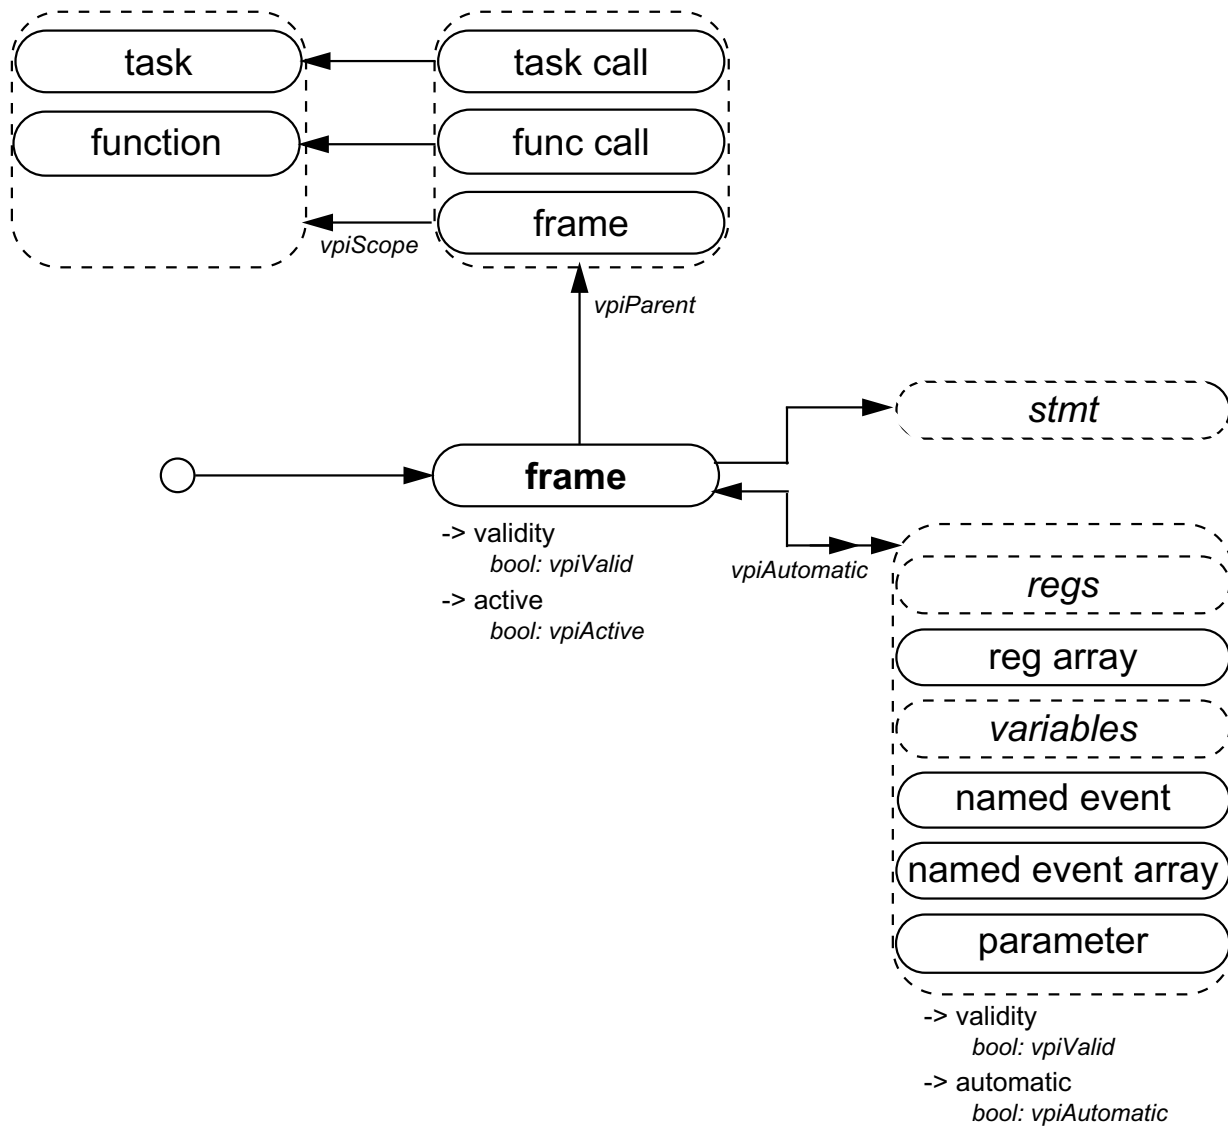 task
task call
function
func call
frame
vpiScope
vpiParent
stmt
frame
-> validity
bool: vpiValid
-> active
bool: vpiActive
vpiAutomatic
regs
reg array
variables
named event
named event array
parameter
-> validity
bool: vpiValid
-> automatic
bool: vpiAutomatic